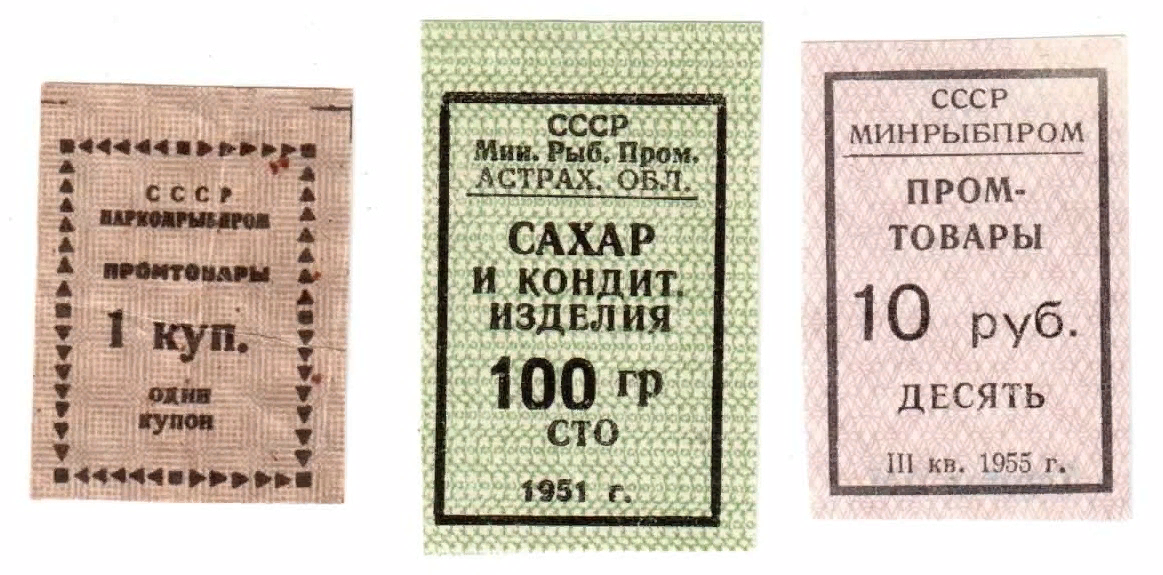 СССР
НАРКОМРЫБПРОМ
ПРОМТОВАРЫ
1 куп.
ОДИН
купон
СССР
Мин. Рыб. Пром.
АСТРАХ. ОБЛ.
САХАР
И КОНДИТ.
ИЗДЕЛИЯ
100 гр
СТО
1951 г.
СССР
МИНРЫБПРОМ
ПРОМ-
ТОВАРЫ
10 руб.
ДЕСЯТЬ
III кв. 1955 г.